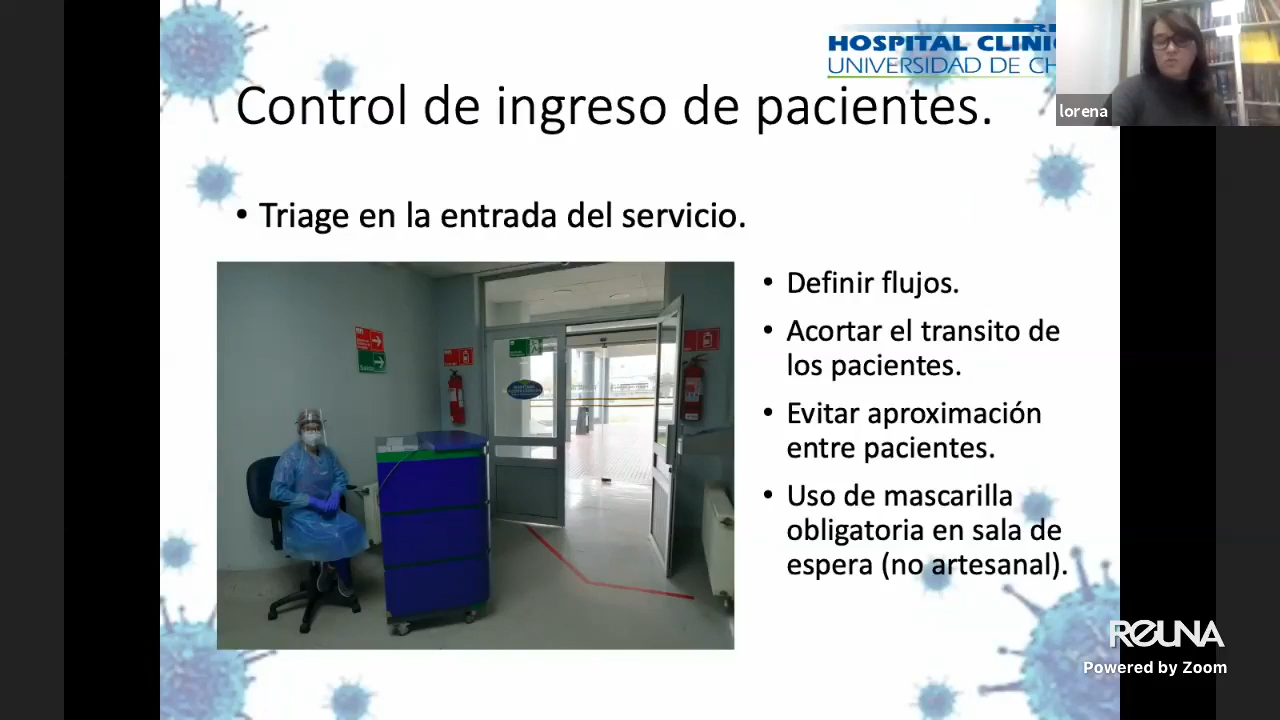 HOSPITAL CLINI
UNIVERSIDAD DE CH
lorena
Control de ingreso de pacientes.
• Triage en la entrada del servicio.
• Definir flujos.
• Acortar el transito de
los pacientes.
• Evitar aproximación
entre pacientes.
• Uso de mascarilla
obligatoria en sala de
espera (no artesanal).
REUNA
Powered by Zoom